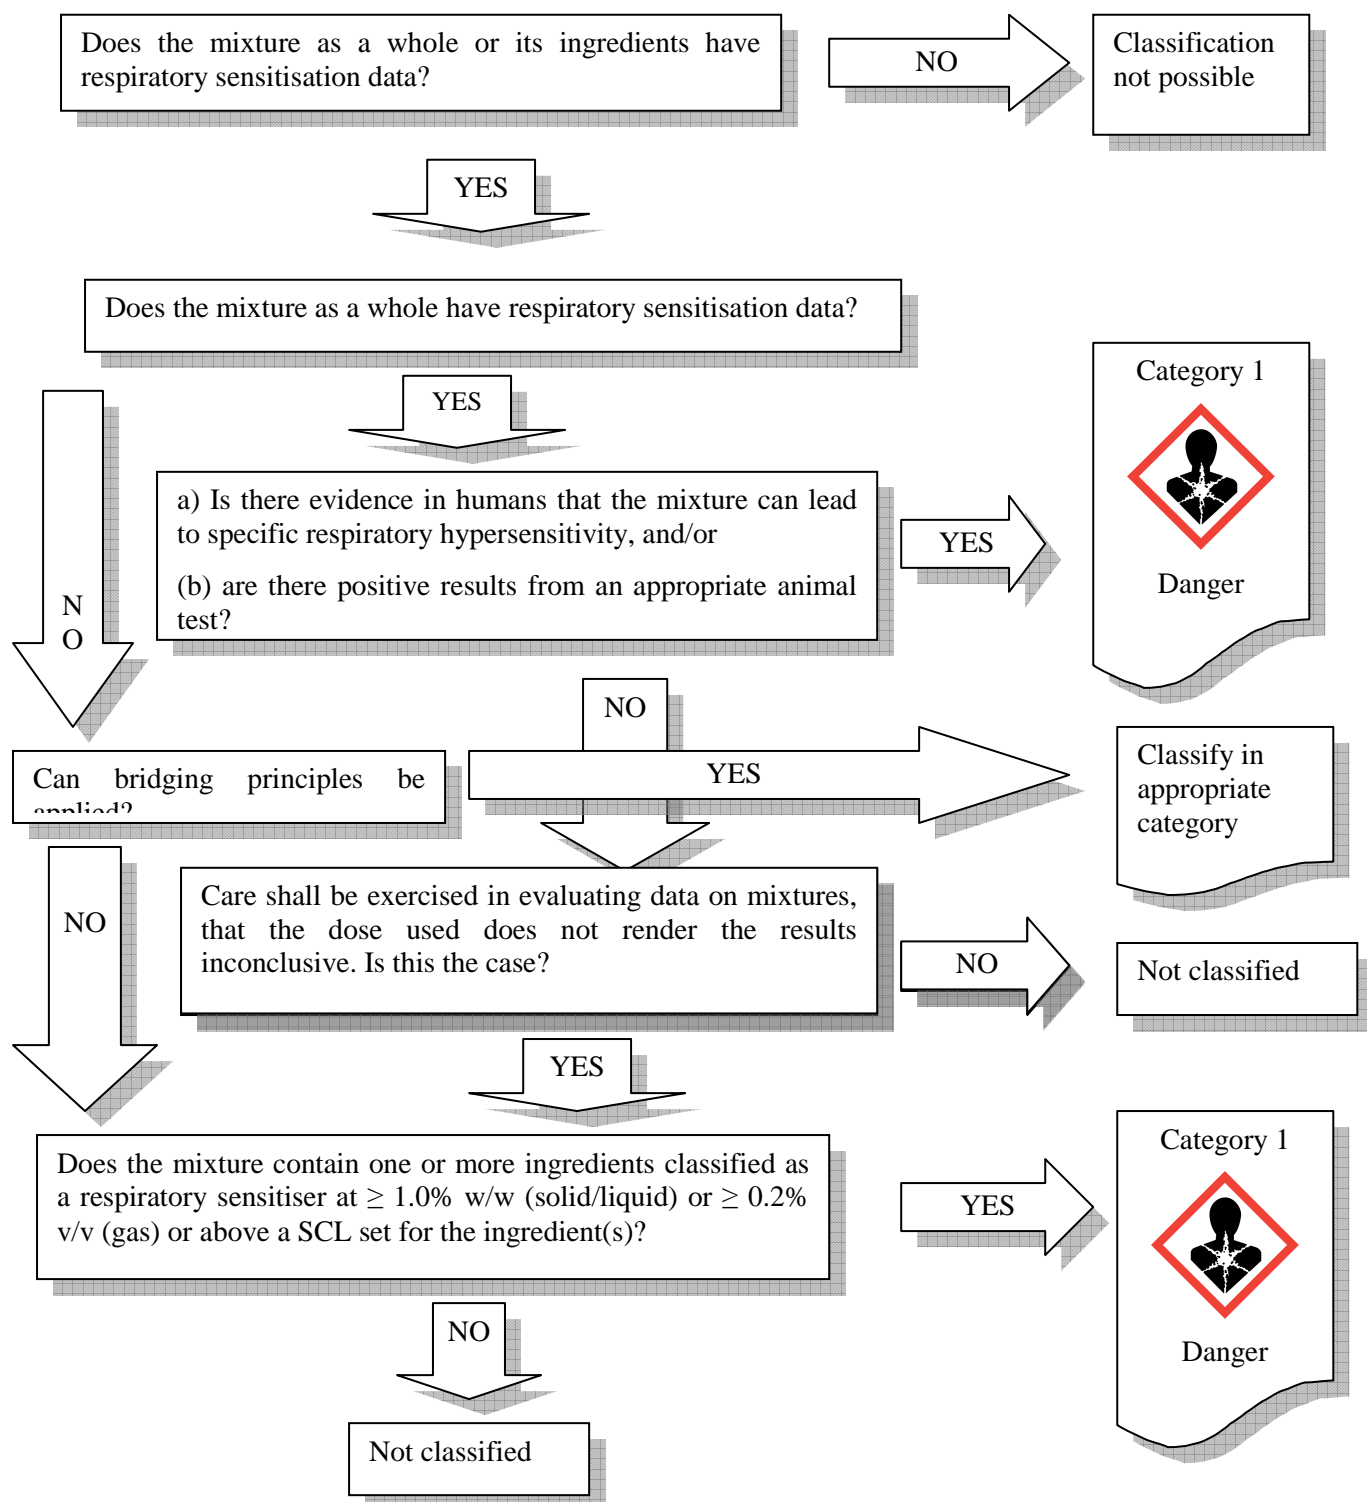 Does the mixture as a whole or its ingredients have
respiratory sensitisation data?
NO
Classification
not possible
YES
Does the mixture as a whole have respiratory sensitisation data?
YES
Category 1
a) Is there evidence in humans that the mixture can lead
to specific respiratory hypersensitivity, and/or
(b) are there positive results from an appropriate animal
test?
YES
Danger
N
O
NO
Can bridging principles be
applied?
YES
Classify in
appropriate
category
NO
Care shall be exercised in evaluating data on mixtures,
that the dose used does not render the results
inconclusive. Is this the case?
NO
Not classified
YES
Does the mixture contain one or more ingredients classified as
a respiratory sensitiser at ≥ 1.0% w/w (solid/liquid) or ≥ 0.2%
v/v (gas) or above a SCL set for the ingredient(s)?
YES
Category 1
Danger
NO
Not classified